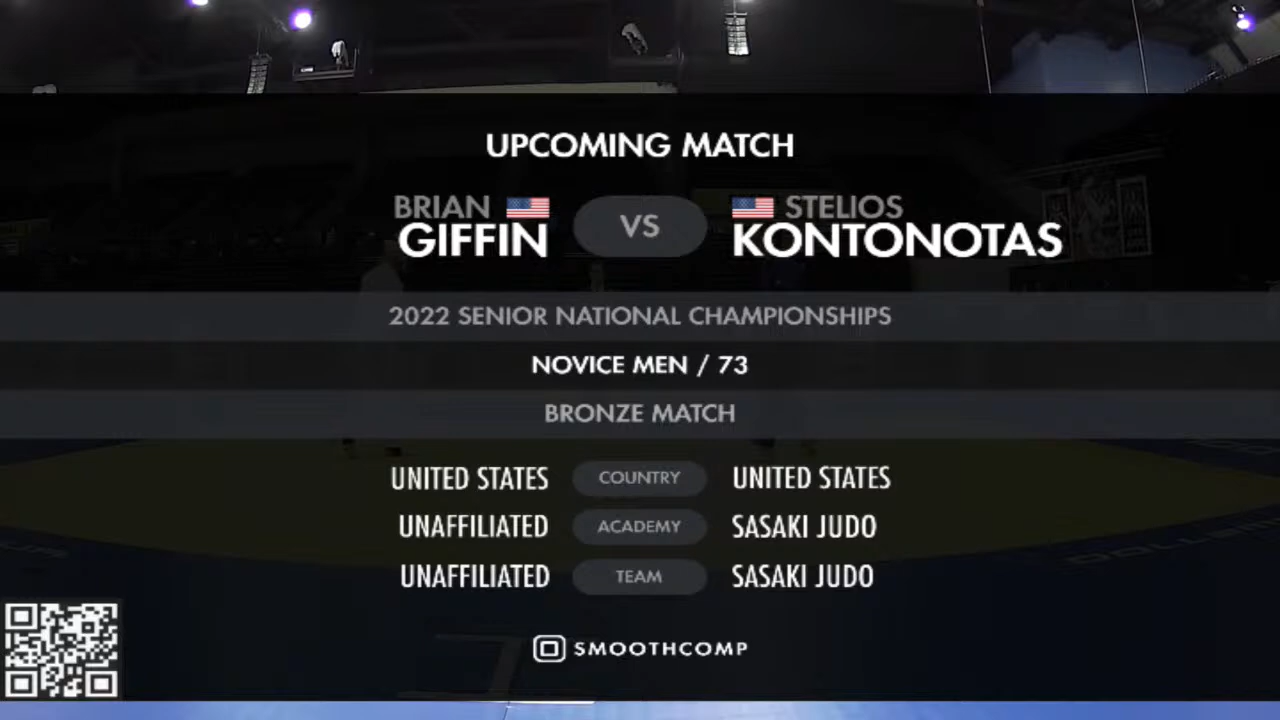 UPCOMING MATCH
BRIAN VS STELIOS
GIFFIN KONTONOTAS
2022 SENIOR NATIONAL CHAMPIONSHIPS
NOVICE MEN / 73
BRONZE MATCH
UNITED STATES COUNTRY UNITED STATES
UNAFFILIATED ACADEMY SASAKI JUDO
UNAFFILIATED TEAM SASAKI JUDO
SMOOTHCOMP